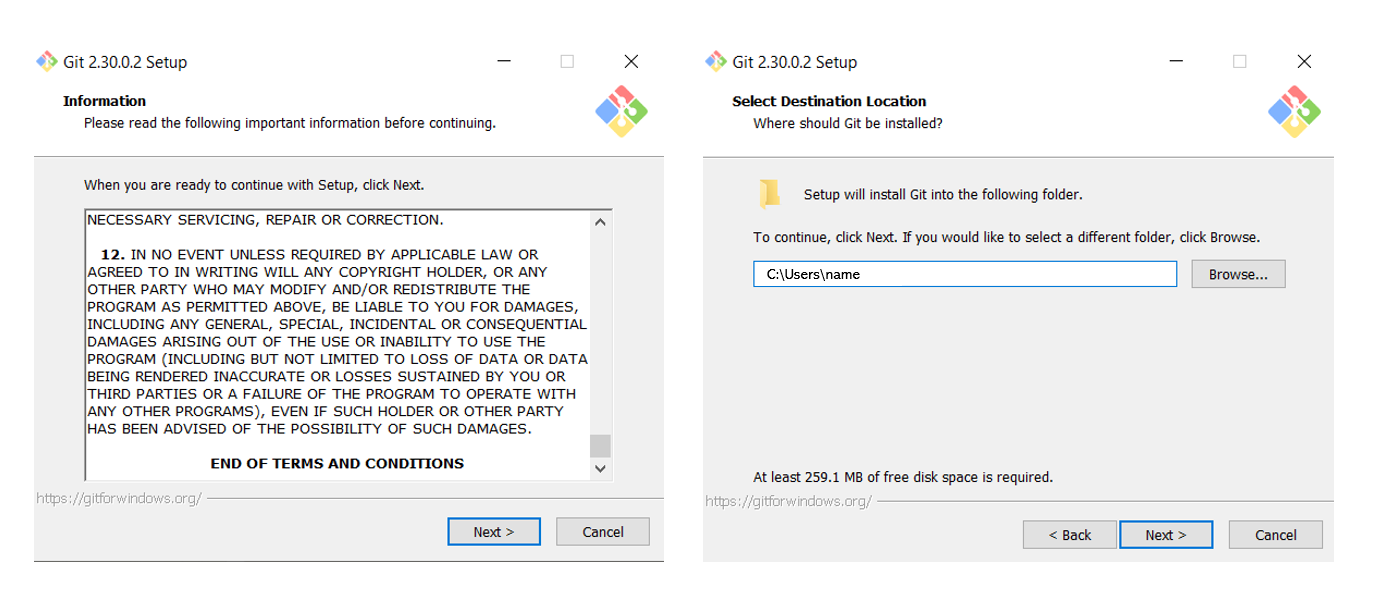 Git 2.30.0.2 Setup
Information
Please read the following important information before continuing.
When you are ready to continue with Setup, click Next.
NECESSARY SERVICING, REPAIR OR CORRECTION.
12. IN NO EVENT UNLESS REQUIRED BY APPLICABLE LAW OR
AGREED TO IN WRITING WILL ANY COPYRIGHT HOLDER, OR ANY
OTHER PARTY WHO MAY MODIFY AND/OR REDISTRIBUTE THE
PROGRAM AS PERMITTED ABOVE, BE LIABLE TO YOU FOR DAMAGES,
INCLUDING ANY GENERAL, SPECIAL, INCIDENTAL OR CONSEQUENTIAL
DAMAGES ARISING OUT OF THE USE OR INABILITY TO USE THE
PROGRAM (INCLUDING BUT NOT LIMITED TO LOSS OF DATA OR DATA
BEING RENDERED INACCURATE OR LOSSES SUSTAINED BY YOU OR
THIRD PARTIES OR A FAILURE OF THE PROGRAM TO OPERATE WITH
ANY OTHER PROGRAMS), EVEN IF SUCH HOLDER OR OTHER PARTY
HAS BEEN ADVISED OF THE POSSIBILITY OF SUCH DAMAGES.
END OF TERMS AND CONDITIONS
https://gitforwindows.org/
Next >
Cancel
Git 2.30.0.2 Setup
Select Destination Location
Where should Git be installed?
Setup will install Git into the following folder.
To continue, click Next. If you would like to select a different folder, click Browse.
C:\Users\name
Browse...
At least 259.1 MB of free disk space is required.
https://gitforwindows.org/
< Back
Next >
Cancel